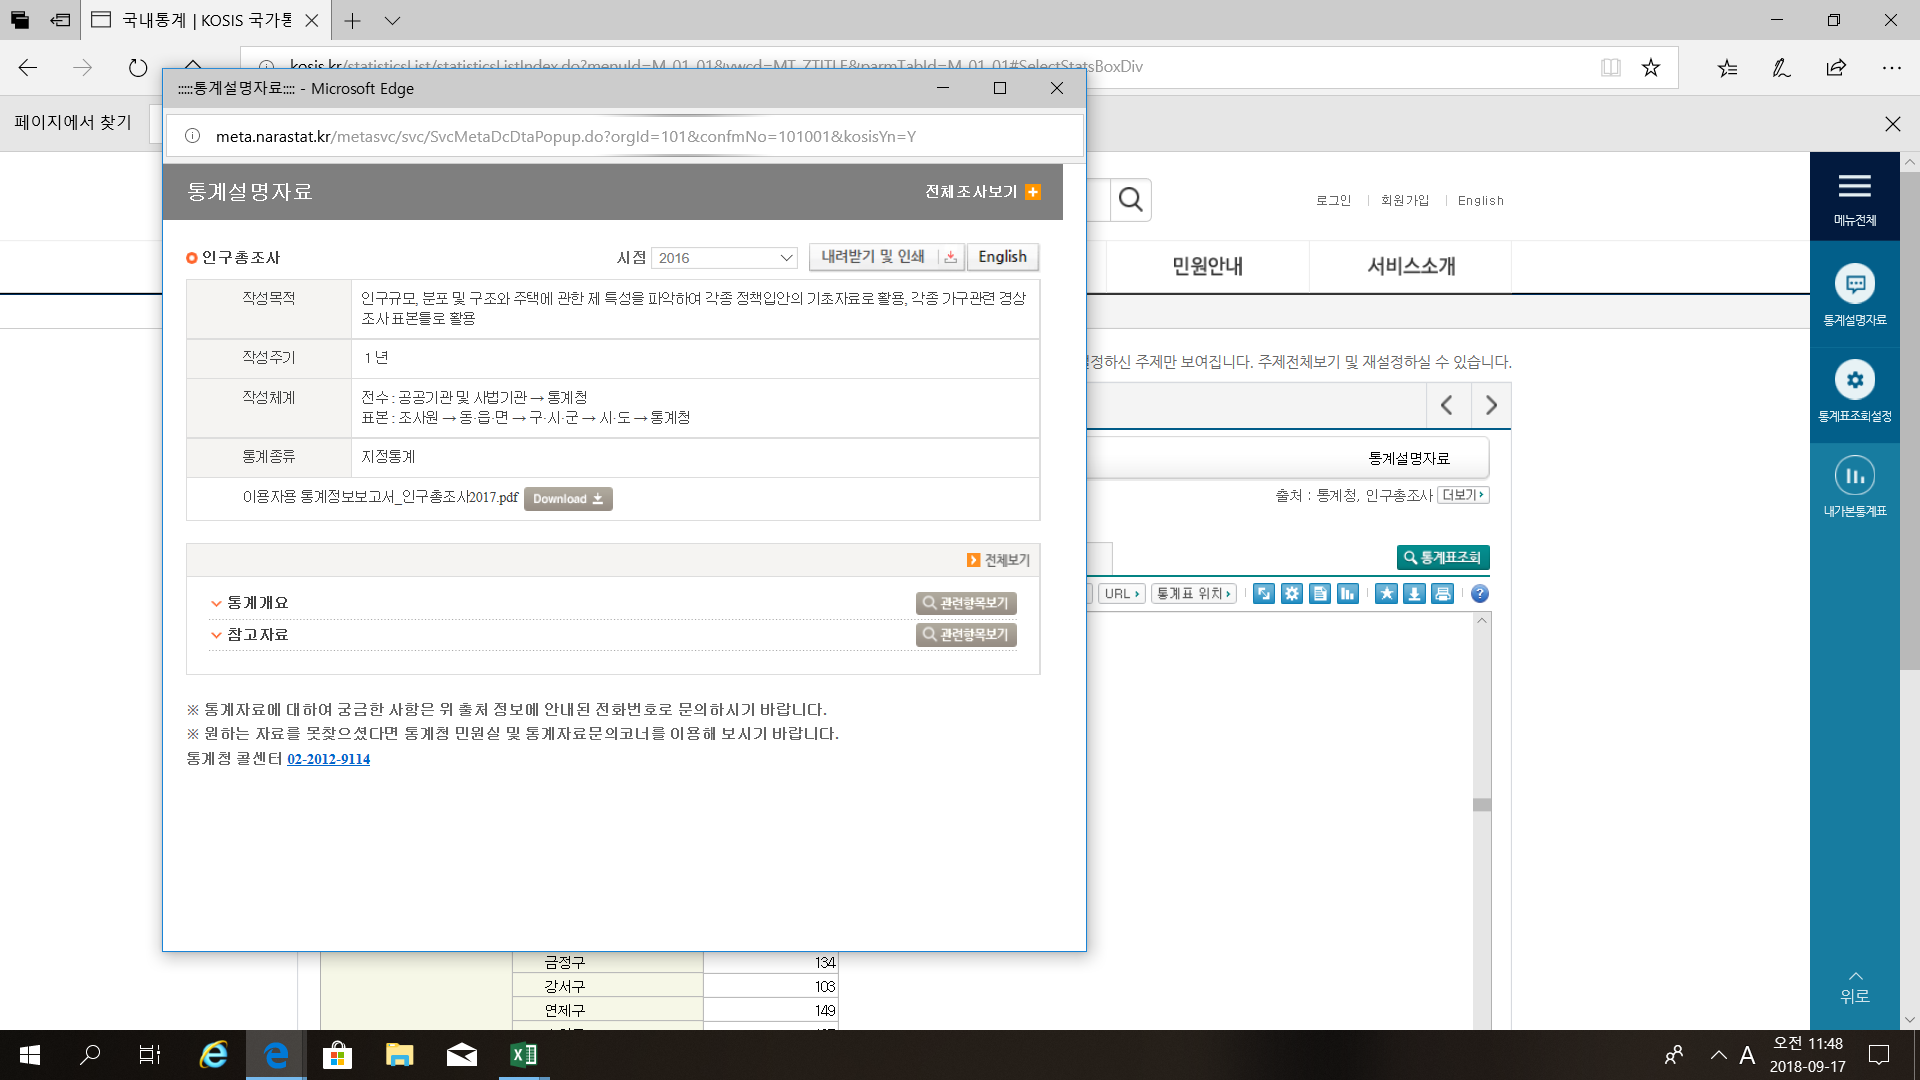 국내통계 | KOSIS 국가통
kosis.kr/statisticsList/statisticsListIndex.do?menuId=M_01_01&vwcd=MT_ZTITLE&parmTabId=M_01_01#SelectStatsBoxDiv
페이지에서 찾기
:::::통계설명자료:::: - Microsoft Edge
meta.narastat.kr/metasvc/svc/SvcMetaDcDtaPopup.do?orgId=101&confmNo=101001&kosisYn=Y
통계설명자료
전체조사보기
인구총조사
시점 2016
내려받기 및 인쇄
English
작성목적
인구규모, 분포 및 구조와 주택에 관한 제 특성을 파악하여 각종 정책입안의 기초자료로 활용, 각종 가구관련 경상
조사 표본틀로 활용
작성주기
1 년
작성체계
전수 : 공공기관 및 사법기관 → 통계청
표본 : 조사원 → 동·읍·면 → 구·시·군 → 시·도 → 통계청
통계종류
지정통계
이용자용 통계정보보고서_인구총조사2017.pdf
Download
전체보기
통계개요
관련항목보기
참고자료
관련항목보기
※ 통계자료에 대하여 궁금한 사항은 위 출처 정보에 안내된 전화번호로 문의하시기 바랍니다.
※ 원하는 자료를 못찾으셨다면 통계청 민원실 및 통계자료문의코너를 이용해 보시기 바랍니다.
통계청 콜센터 02-2012-9114
로그인
회원가입
English
민원안내
서비스소개
정하신 주제만 보여집니다. 주제전체보기 및 재설정하실 수 있습니다.
통계설명자료
출처 : 통계청, 인구총조사
더보기
통계표조회
URL
통계표 위치
금정구
134
강서구
103
연제구
149
메뉴전체
통계설명자료
통계표조회설정
내가본통계표
위로
A
오전 11:48
2018-09-17